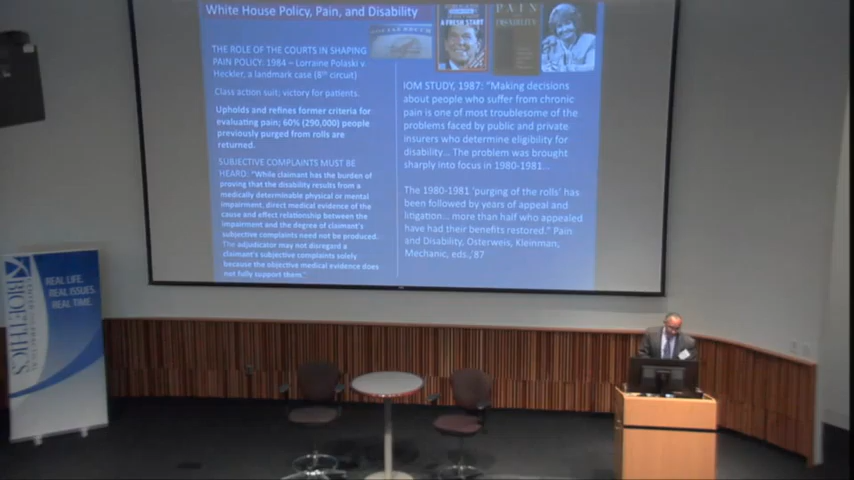 White House Policy, Pain, and Disability
A FRESH START
PAIN
DISABILITY
THE ROLE OF THE COURTS IN SHAPING
PAIN POLICY: 1984 – Lorraine Polaski v
Heckler, a landmark case (8th circuit)
Class action suit; victory for patients.
Upholds and refines former criteria for
evaluating pain; 60% (290,000) people
previously purged from rolls are
returned.
SUBJECTIVE COMPLAINTS MUST BE
HEARD: "While claimant has the burden of
proving that the disability results from a
medically determinable physical or mental
impairment, direct medical evidence of the
cause and effect relationship between the
impairment and the degree of claimant's
subjective complaints need not be produced.
The adjudicator may not disregard a
claimant's subjective complaints solely
because the objective medical evidence does
not fully support them."
IOM STUDY, 1987: "Making decisions
about people who suffer from chronic
pain is one of most troublesome of the
problems faced by public and private
insurers who determine eligibility for
disability... The problem was brought
sharply into focus in 1980-1981...
The 1980-1981 'purging of the rolls' has
been followed by years of appeal and
litigation... more than half who appealed
have had their benefits restored." Pain
and Disability, Osterweis, Kleinman,
Mechanic, eds.,'87
REAL LIFE.
REAL ISSUES.
REAL TIME.
BIOETHICS